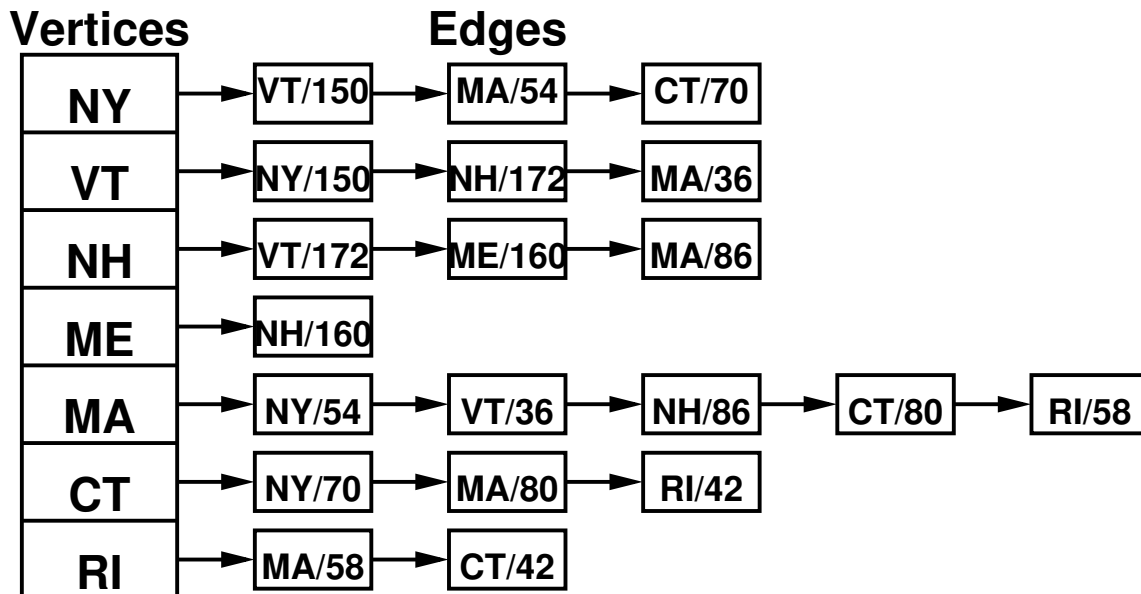 Vertices Edges
NY VT/150 MA/54 CT/70
VT NY/150 NH/172 MA/36
NH VT/172 ME/160 MA/86
ME NH/160
MA NY/54 VT/36 NH/86 CT/80 RI/58
CT NY/70 MA/80 RI/42
RI MA/58 CT/42